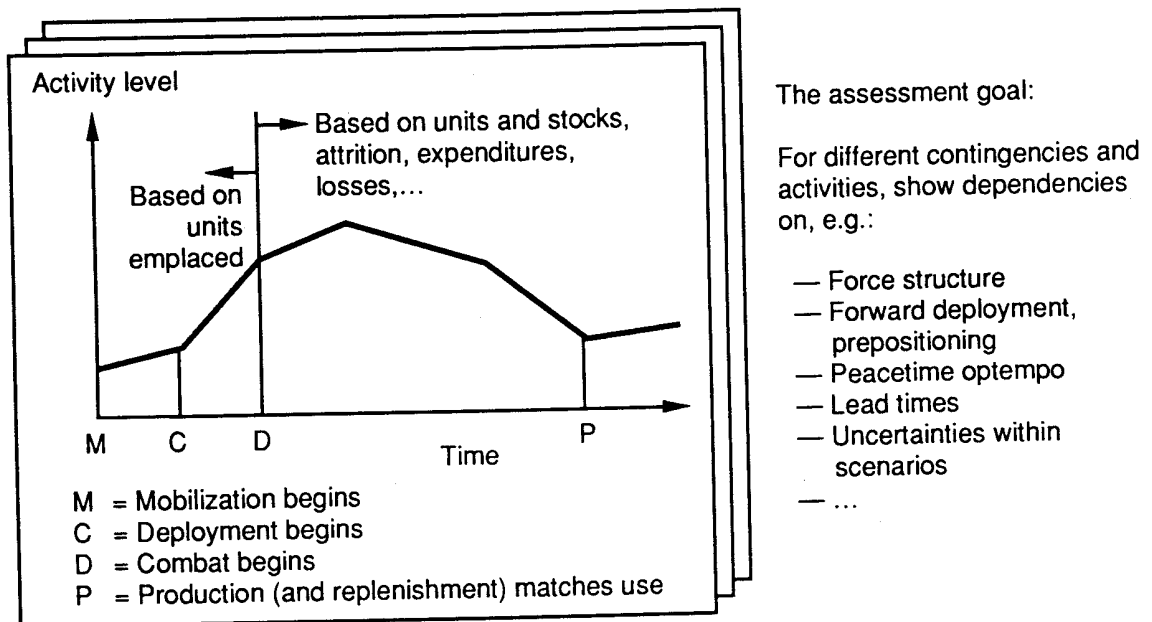 Activity level
Based on units and stocks,
attrition, expenditures,
losses,...
Based on
units
emplaced
M
C
D
P
Time
M = Mobilization begins
C = Deployment begins
D = Combat begins
P = Production (and replenishment) matches use
The assessment goal:
For different contingencies and
activities, show dependencies
on, e.g.:
— Force structure
— Forward deployment,
prepositioning
— Peacetime optempo
— Lead times
— Uncertainties within
scenarios
— ...